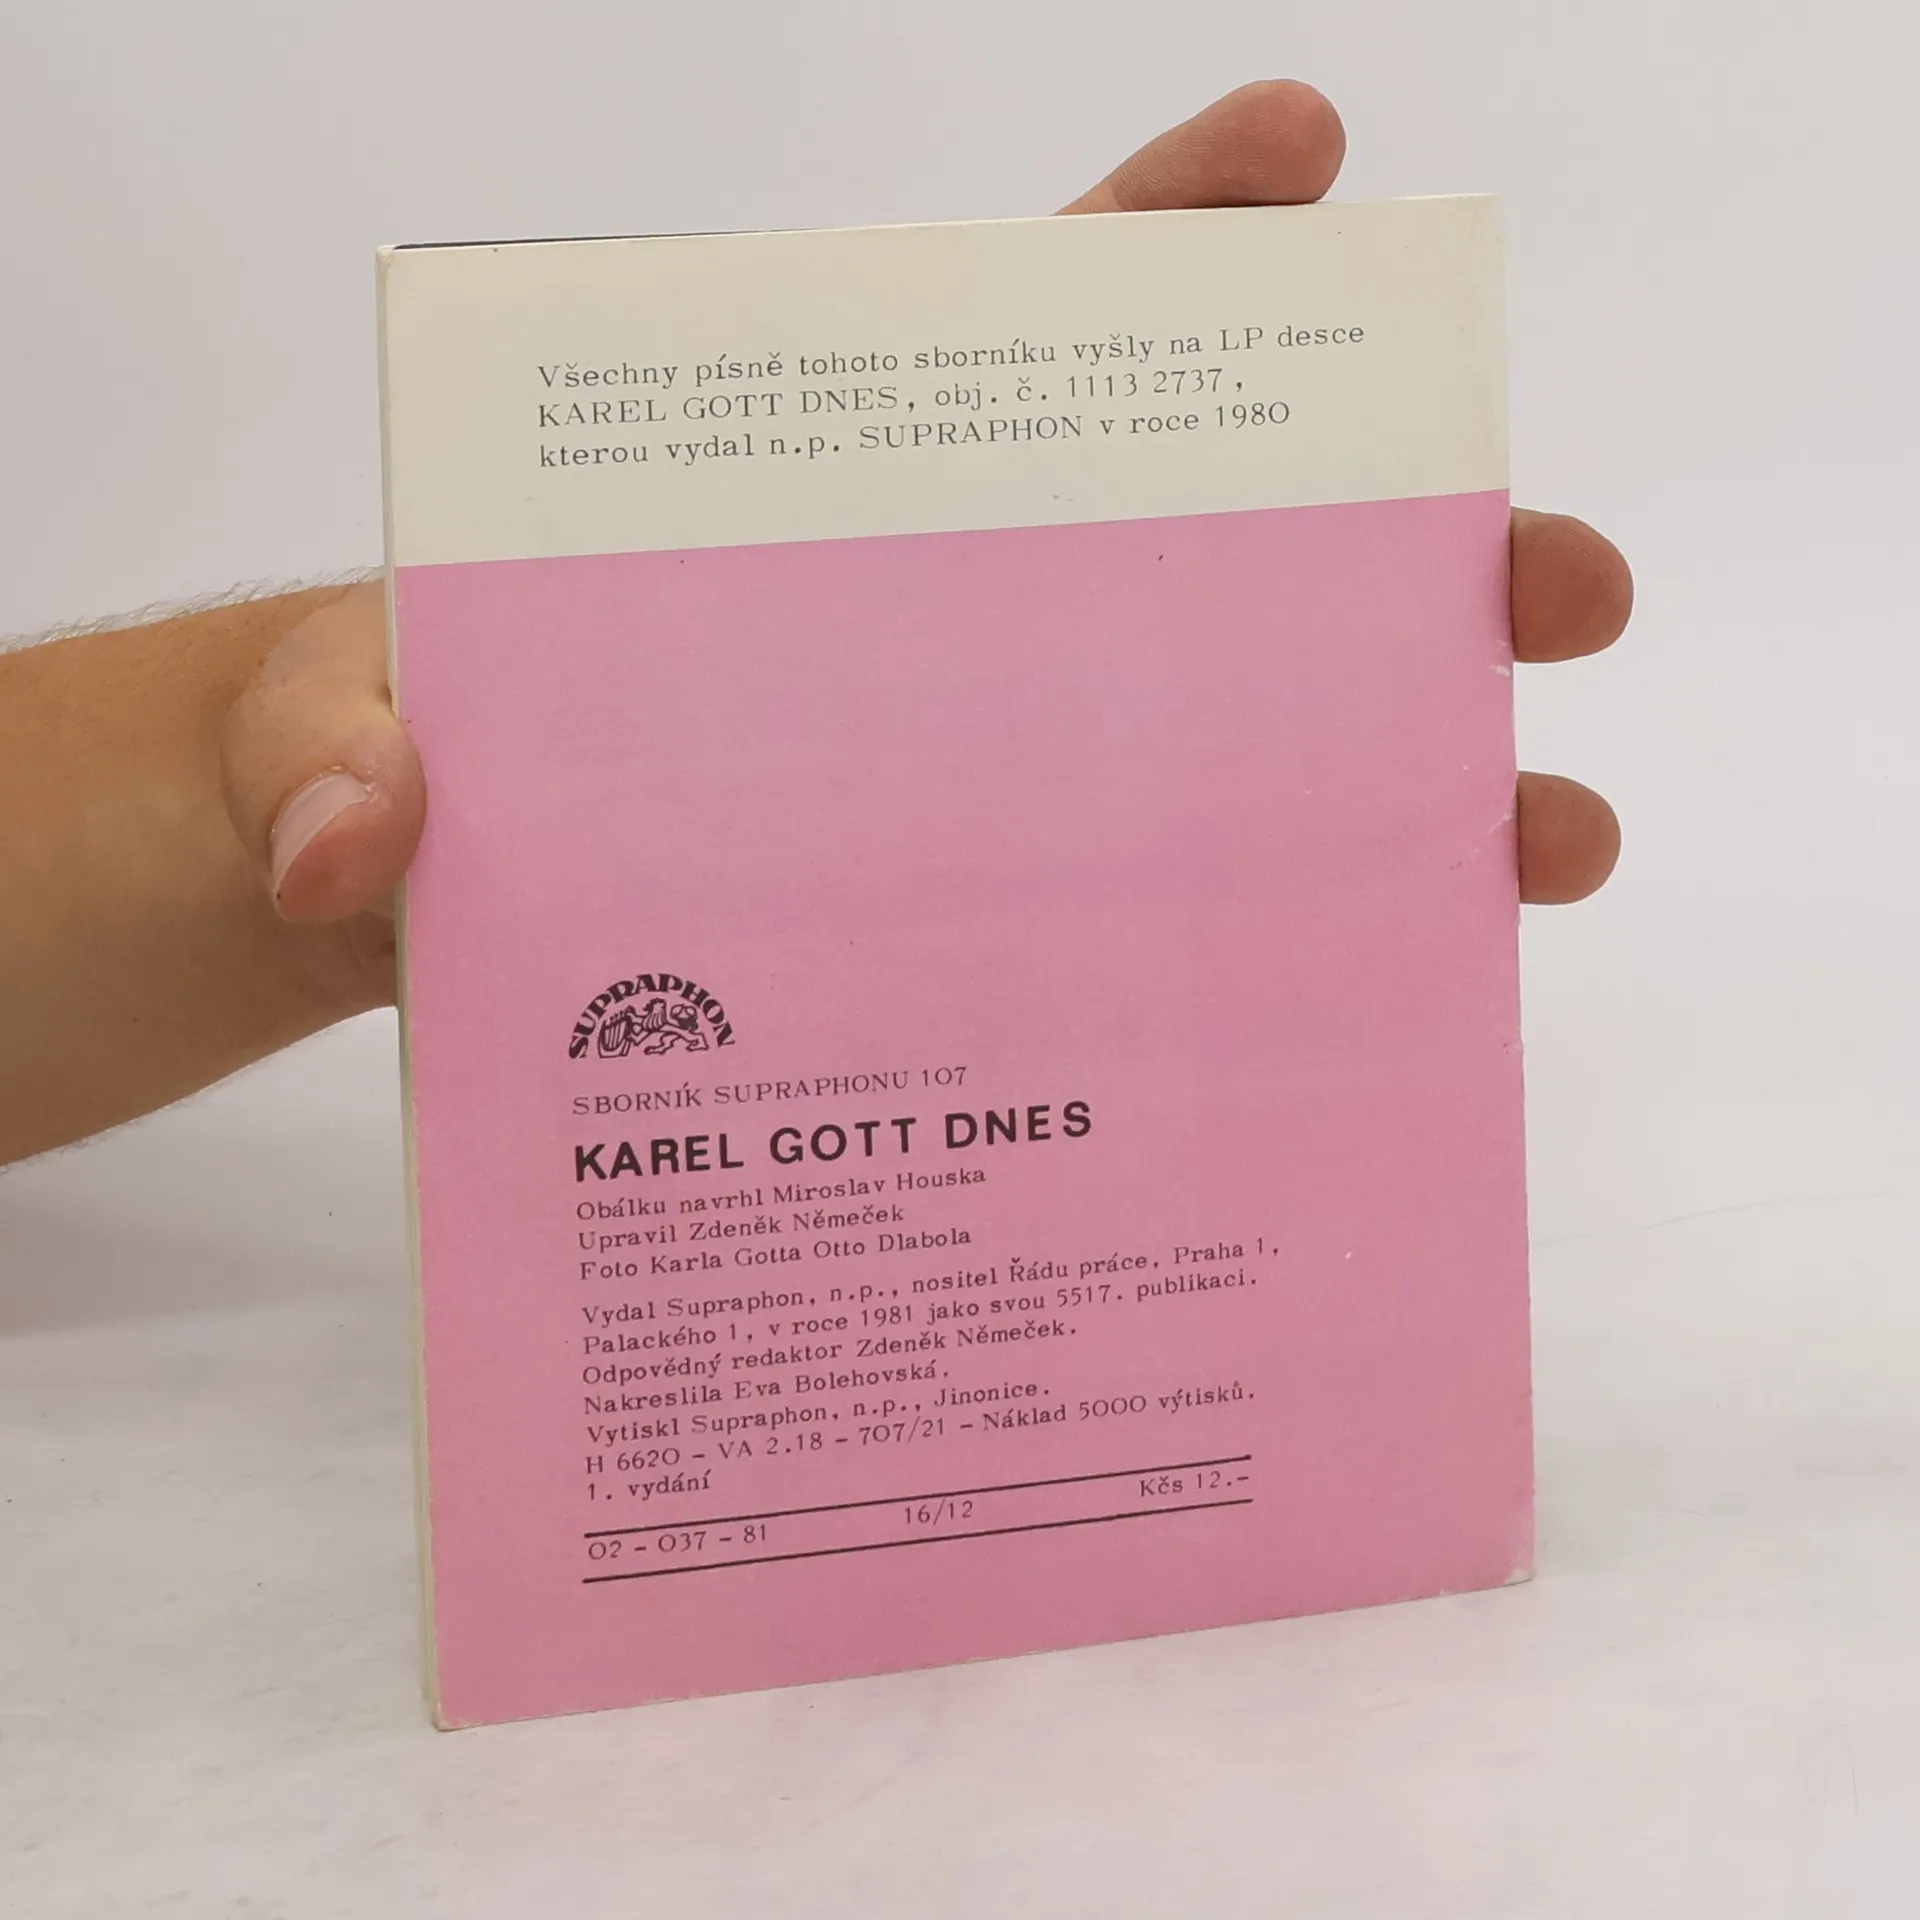 Všechny písně tohoto sborníku vyšly na LP desce
KAREL GOTT DNES, obj. č. 1113 2737,
kterou vydal n.p. SUPRAPHON v roce 1980
SUPRAPHON
SBORNÍK SUPRAPHONU 107
KAREL GOTT DNES
Obálku navrhl Miroslav Houska
Upravil Zdeněk Němeček
Foto Karla Gotta Otto Dlabola
Vydal Supraphon, n.p., nositel Řádu práce, Praha 1,
Palackého 1, v roce 1981 jako svou 5517. publikaci.
Odpovědný redaktor Zdeněk Němeček.
Nakreslila Eva Bolehovská.
Vytiskl Supraphon, n.p., Jinonice.
H 6620 - VA 2.18 - 707/21 - Náklad 5000 výtisků.
1. vydání
02 - 037 - 81 16/12 Kčs 12.-